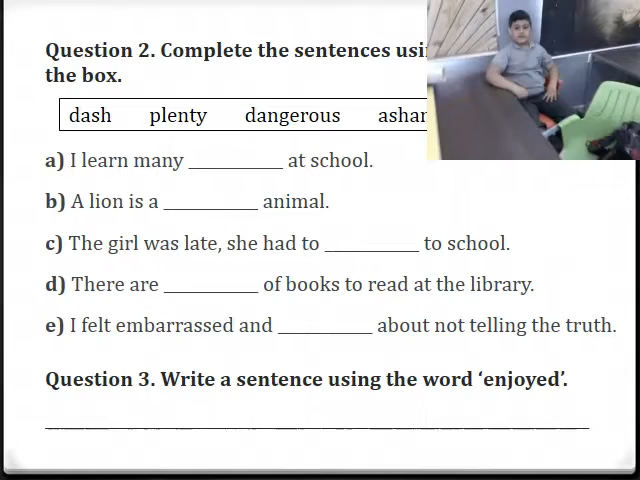 Question 2. Complete the sentences
the box.
dash plenty dangerous
a) I learn many __________ at school.
b) A lion is a __________ animal.
c) The girl was late, she had to __________ to school.
d) There are __________ of books to read at the library.
e) I felt embarrassed and __________ about not telling the truth.
Question 3. Write a sentence using the word ‘enjoyed’.